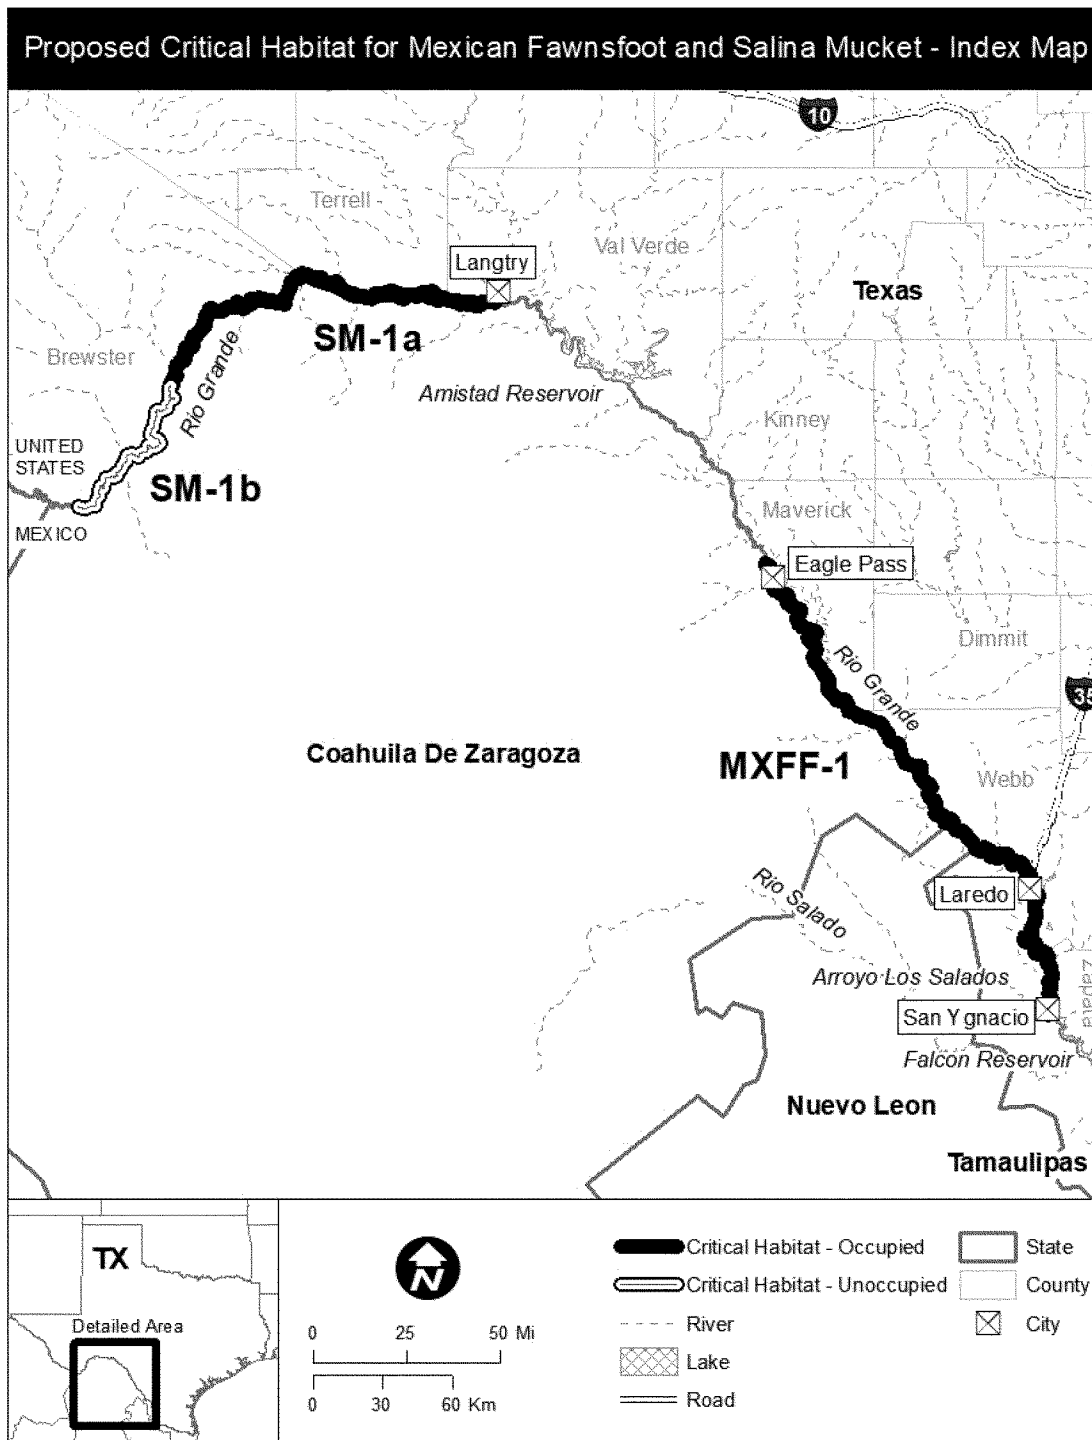 Proposed Critical Habitat for Mexican Fawnsfoot and Salina Mucket - Index Map
10
Terrell
Val Verde
Langtry
Texas
SM-1a
Brewster
Rio Grande
Amistad Reservoir
Kinney
UNITED
STATES
SM-1b
MEXICO
Maverick
Eagle Pass
Dimmit
Rio Grande
35
Coahuila De Zaragoza
MXFF-1
Webb
Rio Salado
Laredo
Arroyo Los Salados
Zapata
San Ygnacio
Falcon Reservoir
Nuevo Leon
Tamaulipas
TX
Detailed Area
N
0 25 50 Mi
0 30 60 Km
Critical Habitat - Occupied
Critical Habitat - Unoccupied
River
Lake
Road
State
County
City